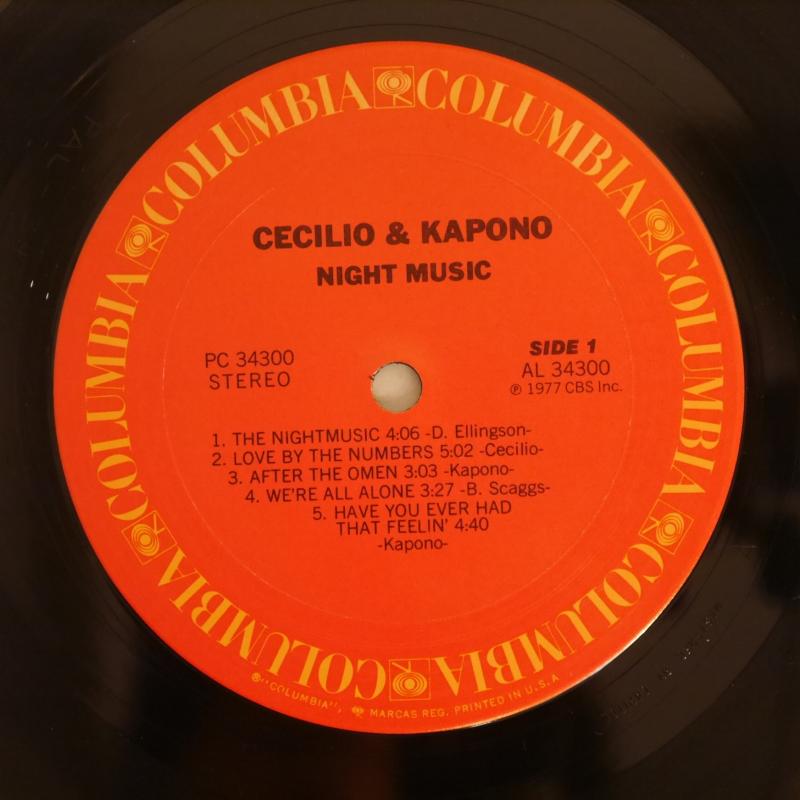 COLUMBIA COLUMBIA COLUMBIA COLUMBIA COLUMBIA COLUMBIA
CECILIO & KAPONO
NIGHT MUSIC
PC 34300
STEREO
SIDE 1
AL 34300
℗ 1977 CBS Inc.
1. THE NIGHTMUSIC 4:06 -D. Ellingson-
2. LOVE BY THE NUMBERS 5:02 -Cecilio-
3. AFTER THE OMEN 3:03 -Kapono-
4. WE'RE ALL ALONE 3:27 -B. Scaggs-
5. HAVE YOU EVER HAD
THAT FEELIN' 4:40
-Kapono-
®"COLUMBIA", MARCAS REG. PRINTED IN U.S.A